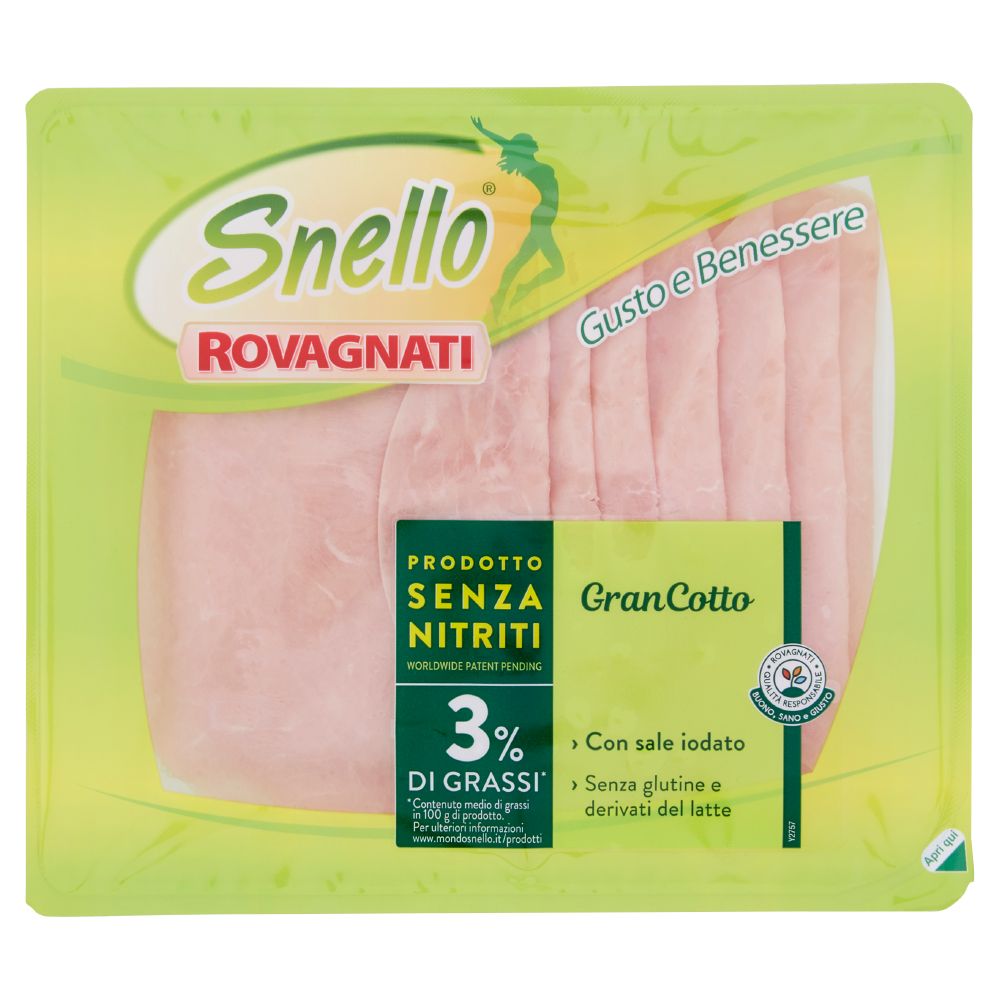 Snello®
ROVAGNATI
Gusto e Benessere
PRODOTTO
SENZA
NITRITI
WORLDWIDE PATENT PENDING
3%
DI GRASSI*
*Contenuto medio di grassi
in 100 g di prodotto.
Per ulteriori informazioni
www.mondosnello.it/prodotti
GranCotto
› Con sale iodato
› Senza glutine e
derivati del latte
ROVAGNATI
QUALITÀ RESPONSABILE
BUONO, SANO e GIUSTO
Y2757
Apri qui